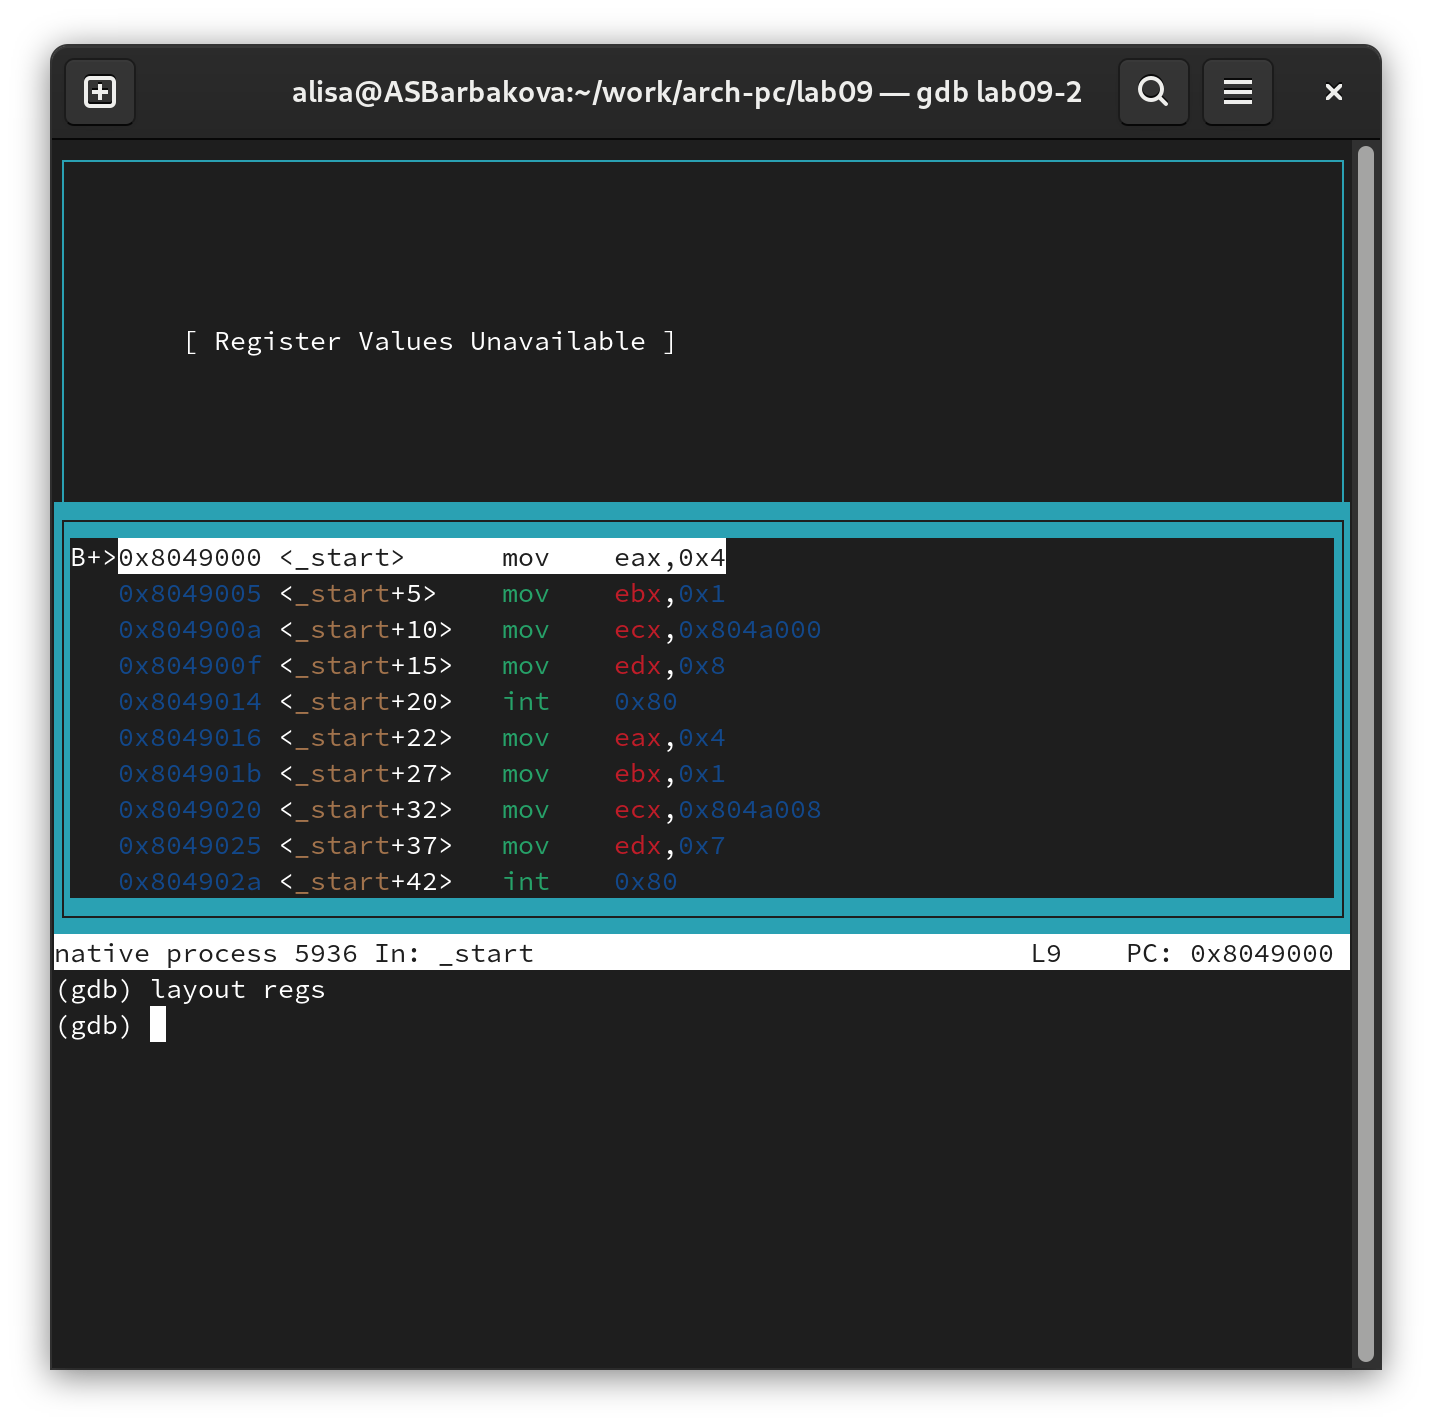 alisa@ASBarbakova:~/work/arch-pc/lab09 — gdb lab09-2
[ Register Values Unavailable ]
B+>0x8049000 <_start>      mov    eax,0x4
0x8049005 <_start+5>    mov    ebx,0x1
0x804900a <_start+10>   mov    ecx,0x804a000
0x804900f <_start+15>   mov    edx,0x8
0x8049014 <_start+20>   int    0x80
0x8049016 <_start+22>   mov    eax,0x4
0x804901b <_start+27>   mov    ebx,0x1
0x8049020 <_start+32>   mov    ecx,0x804a008
0x8049025 <_start+37>   mov    edx,0x7
0x804902a <_start+42>   int    0x80
native process 5936 In: _start                               L9    PC: 0x8049000
(gdb) layout regs
(gdb)